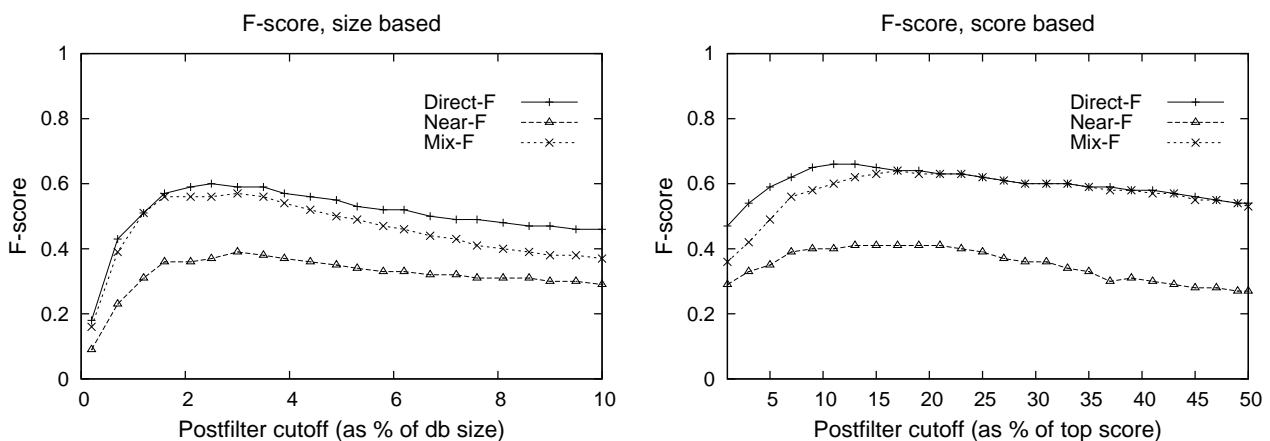 F-score, size based
1
0.8
0.6
0.4
0.2
0
F-score
Direct-F
Near-F
Mix-F
0 2 4 6 8 10
Postfilter cutoff (as % of db size)
F-score, score based
1
0.8
0.6
0.4
0.2
0
F-score
Direct-F
Near-F
Mix-F
5 10 15 20 25 30 35 40 45 50
Postfilter cutoff (as % of top score)